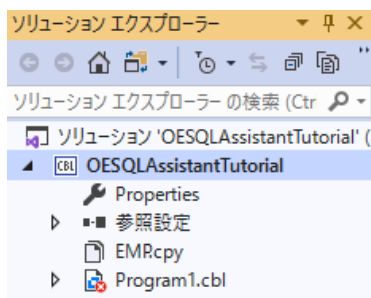 ソリューション エクスプローラー
ソリューション エクスプローラー の検索 (Ctr
ソリューション 'OESQLAssistantTutorial' (
CBL OESQLAssistantTutorial
Properties
参照設定
EMP.cpy
Program1.cbl